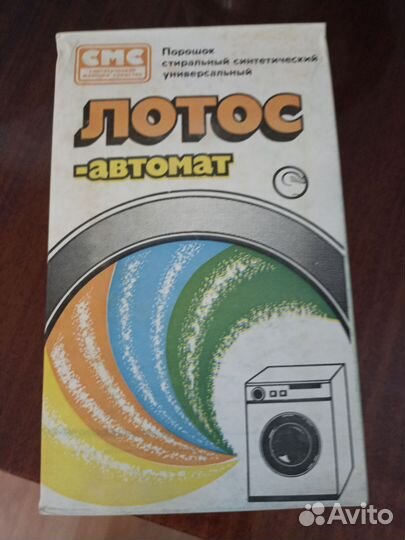 СМС
Порошок
стиральный синтетический
универсальный
ЛОТОС
-автомат
Avito